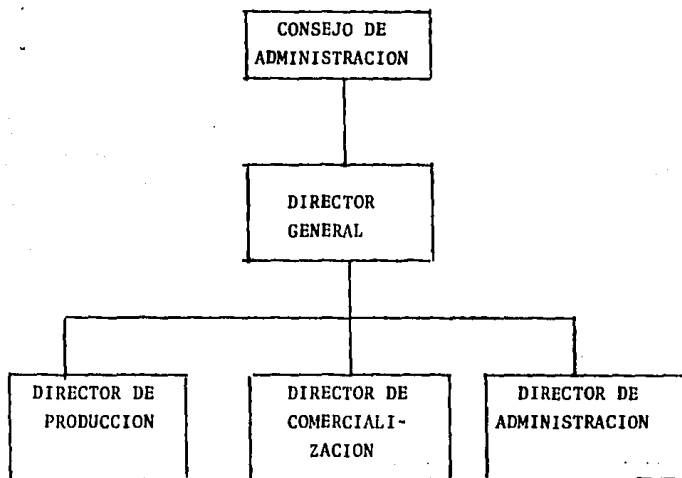 CONSEJO DE
ADMINISTRACION
DIRECTOR
GENERAL
DIRECTOR DE
PRODUCCION
DIRECTOR DE
COMERCIALI-
ZACION
DIRECTOR DE
ADMINISTRACION